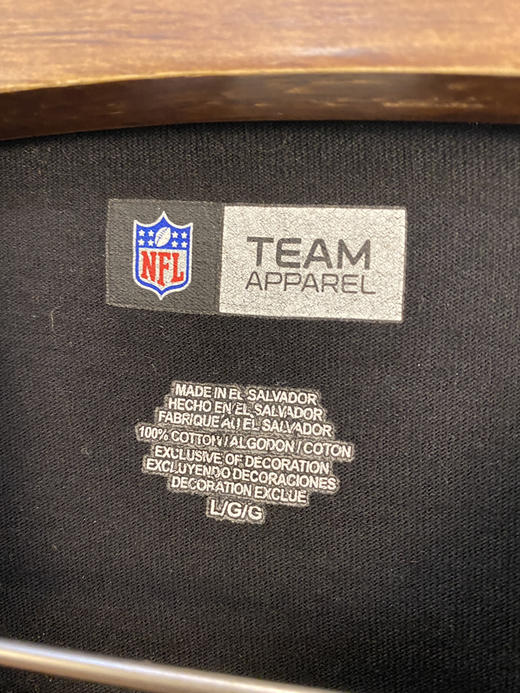 NFL
TEAM
APPAREL
MADE IN EL SALVADOR
HECHO EN EL SALVADOR
FABRIQUE AU EL SALVADOR
100% COTTON / ALGODON / COTON
EXCLUSIVE OF DECORATION
EXCLUYENDO DECORACIONES
DECORATION EXCLUE
L/G/G